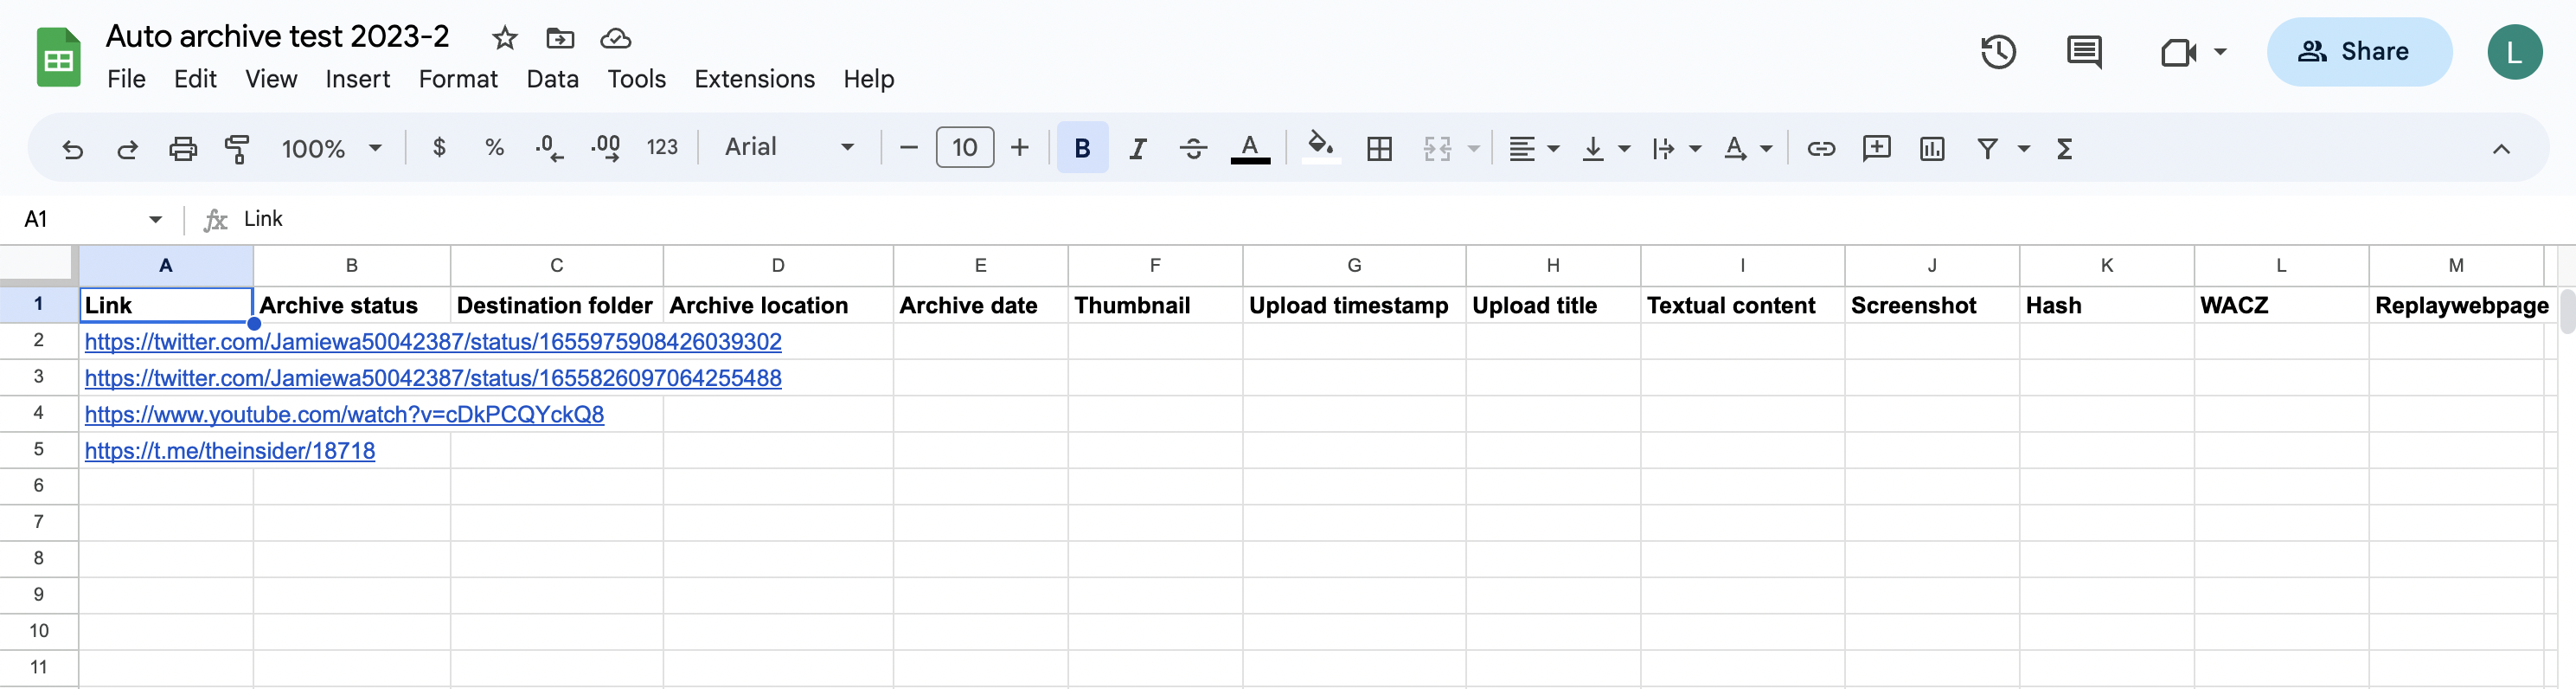 Auto archive test 2023-2
File Edit View Insert Format Data Tools Extensions Help
Share
L
100% $ % .0 .00 123 Arial - 10 + B I S A A Σ
A1 fx Link
A B C D E F G H I J K L M
1 Link Archive status Destination folder Archive location Archive date Thumbnail Upload timestamp Upload title Textual content Screenshot Hash WACZ Replaywebpage
2 https://twitter.com/Jamiewa50042387/status/1655975908426039302
3 https://twitter.com/Jamiewa50042387/status/1655826097064255488
4 https://www.youtube.com/watch?v=cDkPCQYckQ8
5 https://t.me/theinsider/18718
6
7
8
9
10
11